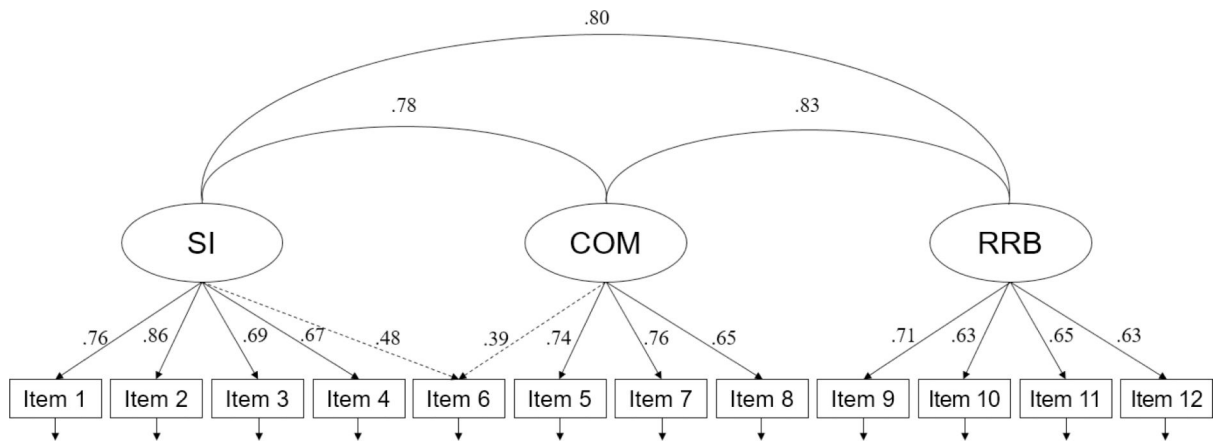 .80
.78 .83
SI COM RRB
.76 .86 .69 .67 .48 .39 .74 .76 .65 .71 .63 .65 .63
Item 1 Item 2 Item 3 Item 4 Item 6 Item 5 Item 7 Item 8 Item 9 Item 10 Item 11 Item 12